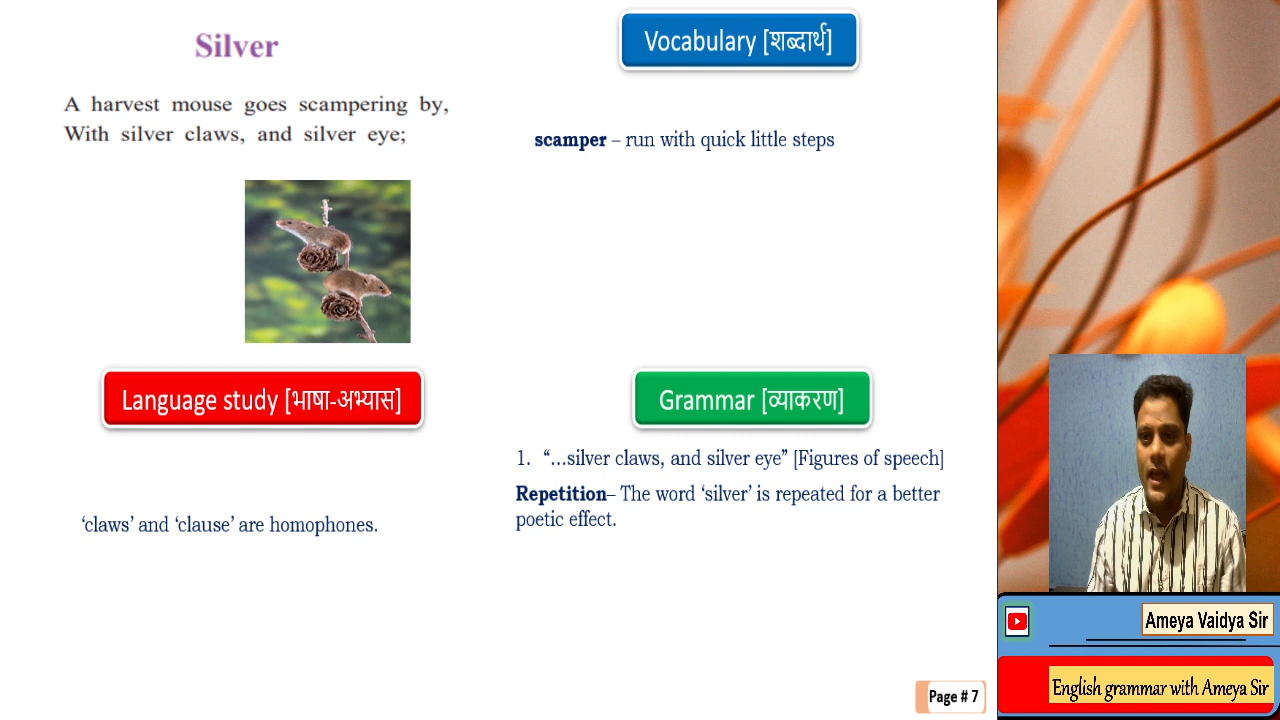 Silver
A harvest mouse goes scampering by,
With silver claws, and silver eye;
Vocabulary [शब्दार्थ]
scamper – run with quick little steps
Language study [भाषा-अभ्यास]
‘claws’ and ‘clause’ are homophones.
Grammar [व्याकरण]
1. “...silver claws, and silver eye” [Figures of speech]
Repetition– The word ‘silver’ is repeated for a better
poetic effect.
Ameya Vaidya Sir
English grammar with Ameya Sir
Page # 7